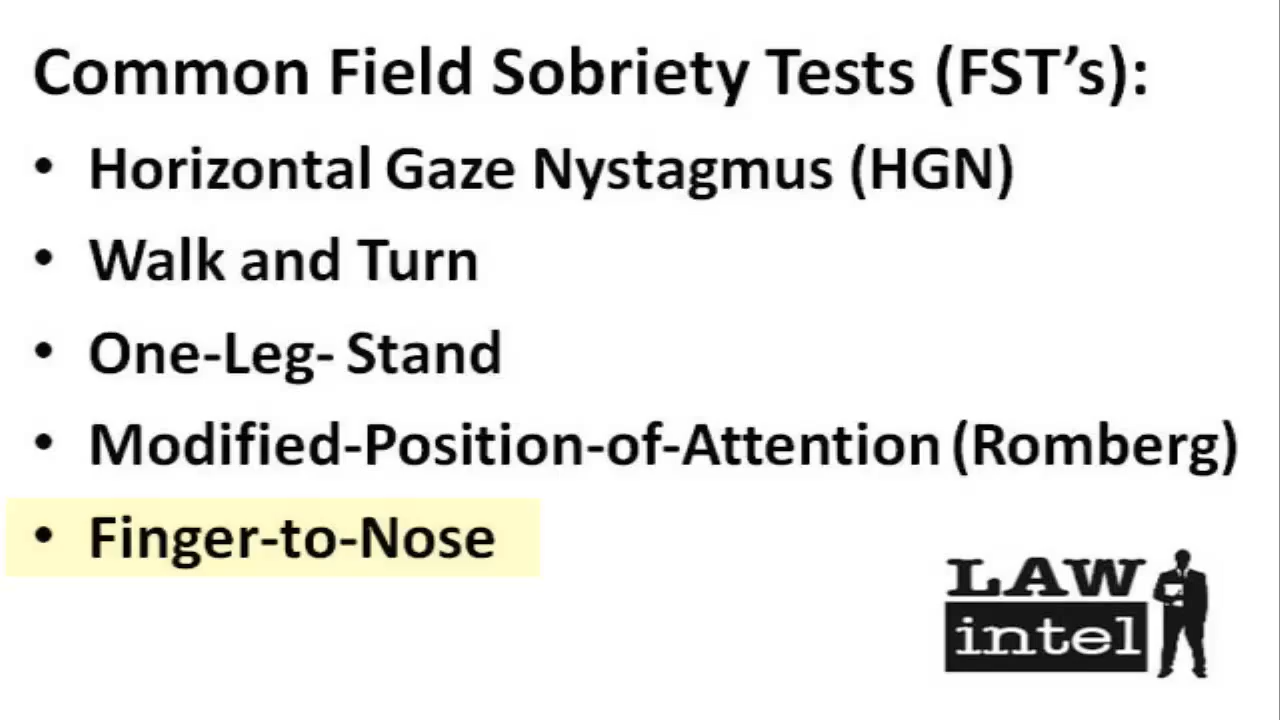 Common Field Sobriety Tests (FST’s):
• Horizontal Gaze Nystagmus (HGN)
• Walk and Turn
• One-Leg- Stand
• Modified-Position-of-Attention (Romberg)
• Finger-to-Nose
LAW
intel